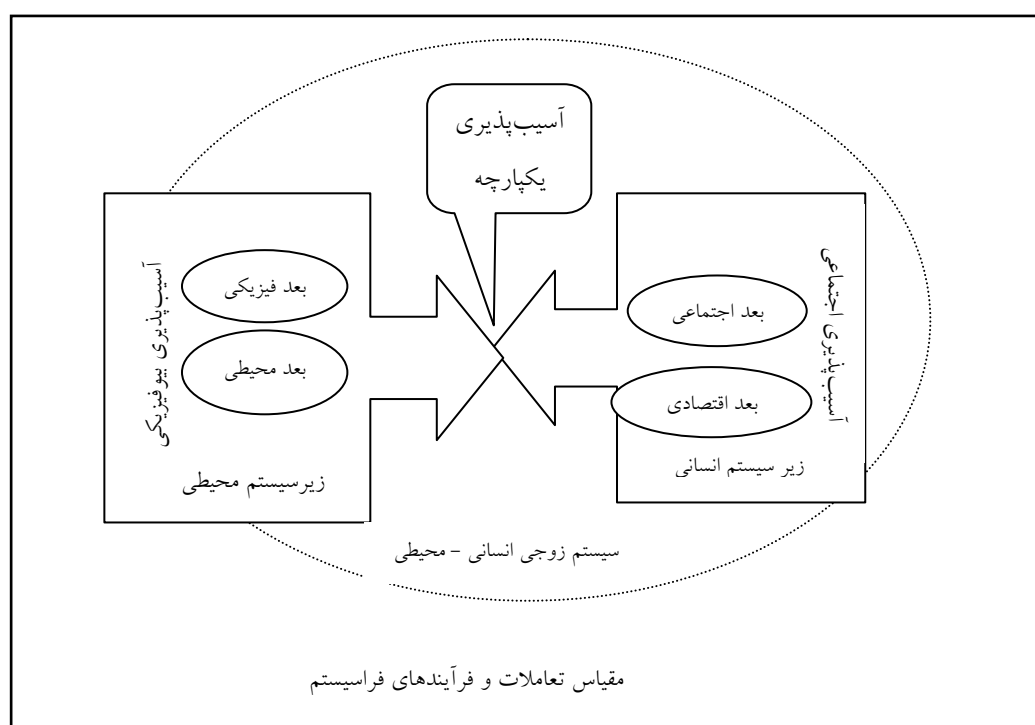 آسیب‌پذیری
یکپارچه
آسیب‌پذیری اجتماعی
بعد اجتماعی
بعد اقتصادی
زیر سیستم انسانی
آسیب‌پذیری بیوفیزیکی
بعد فیزیکی
بعد محیطی
زیرسیستم محیطی
سیستم زوجی انسانی – محیطی
مقیاس تعاملات و فرآیندهای فراسیستم